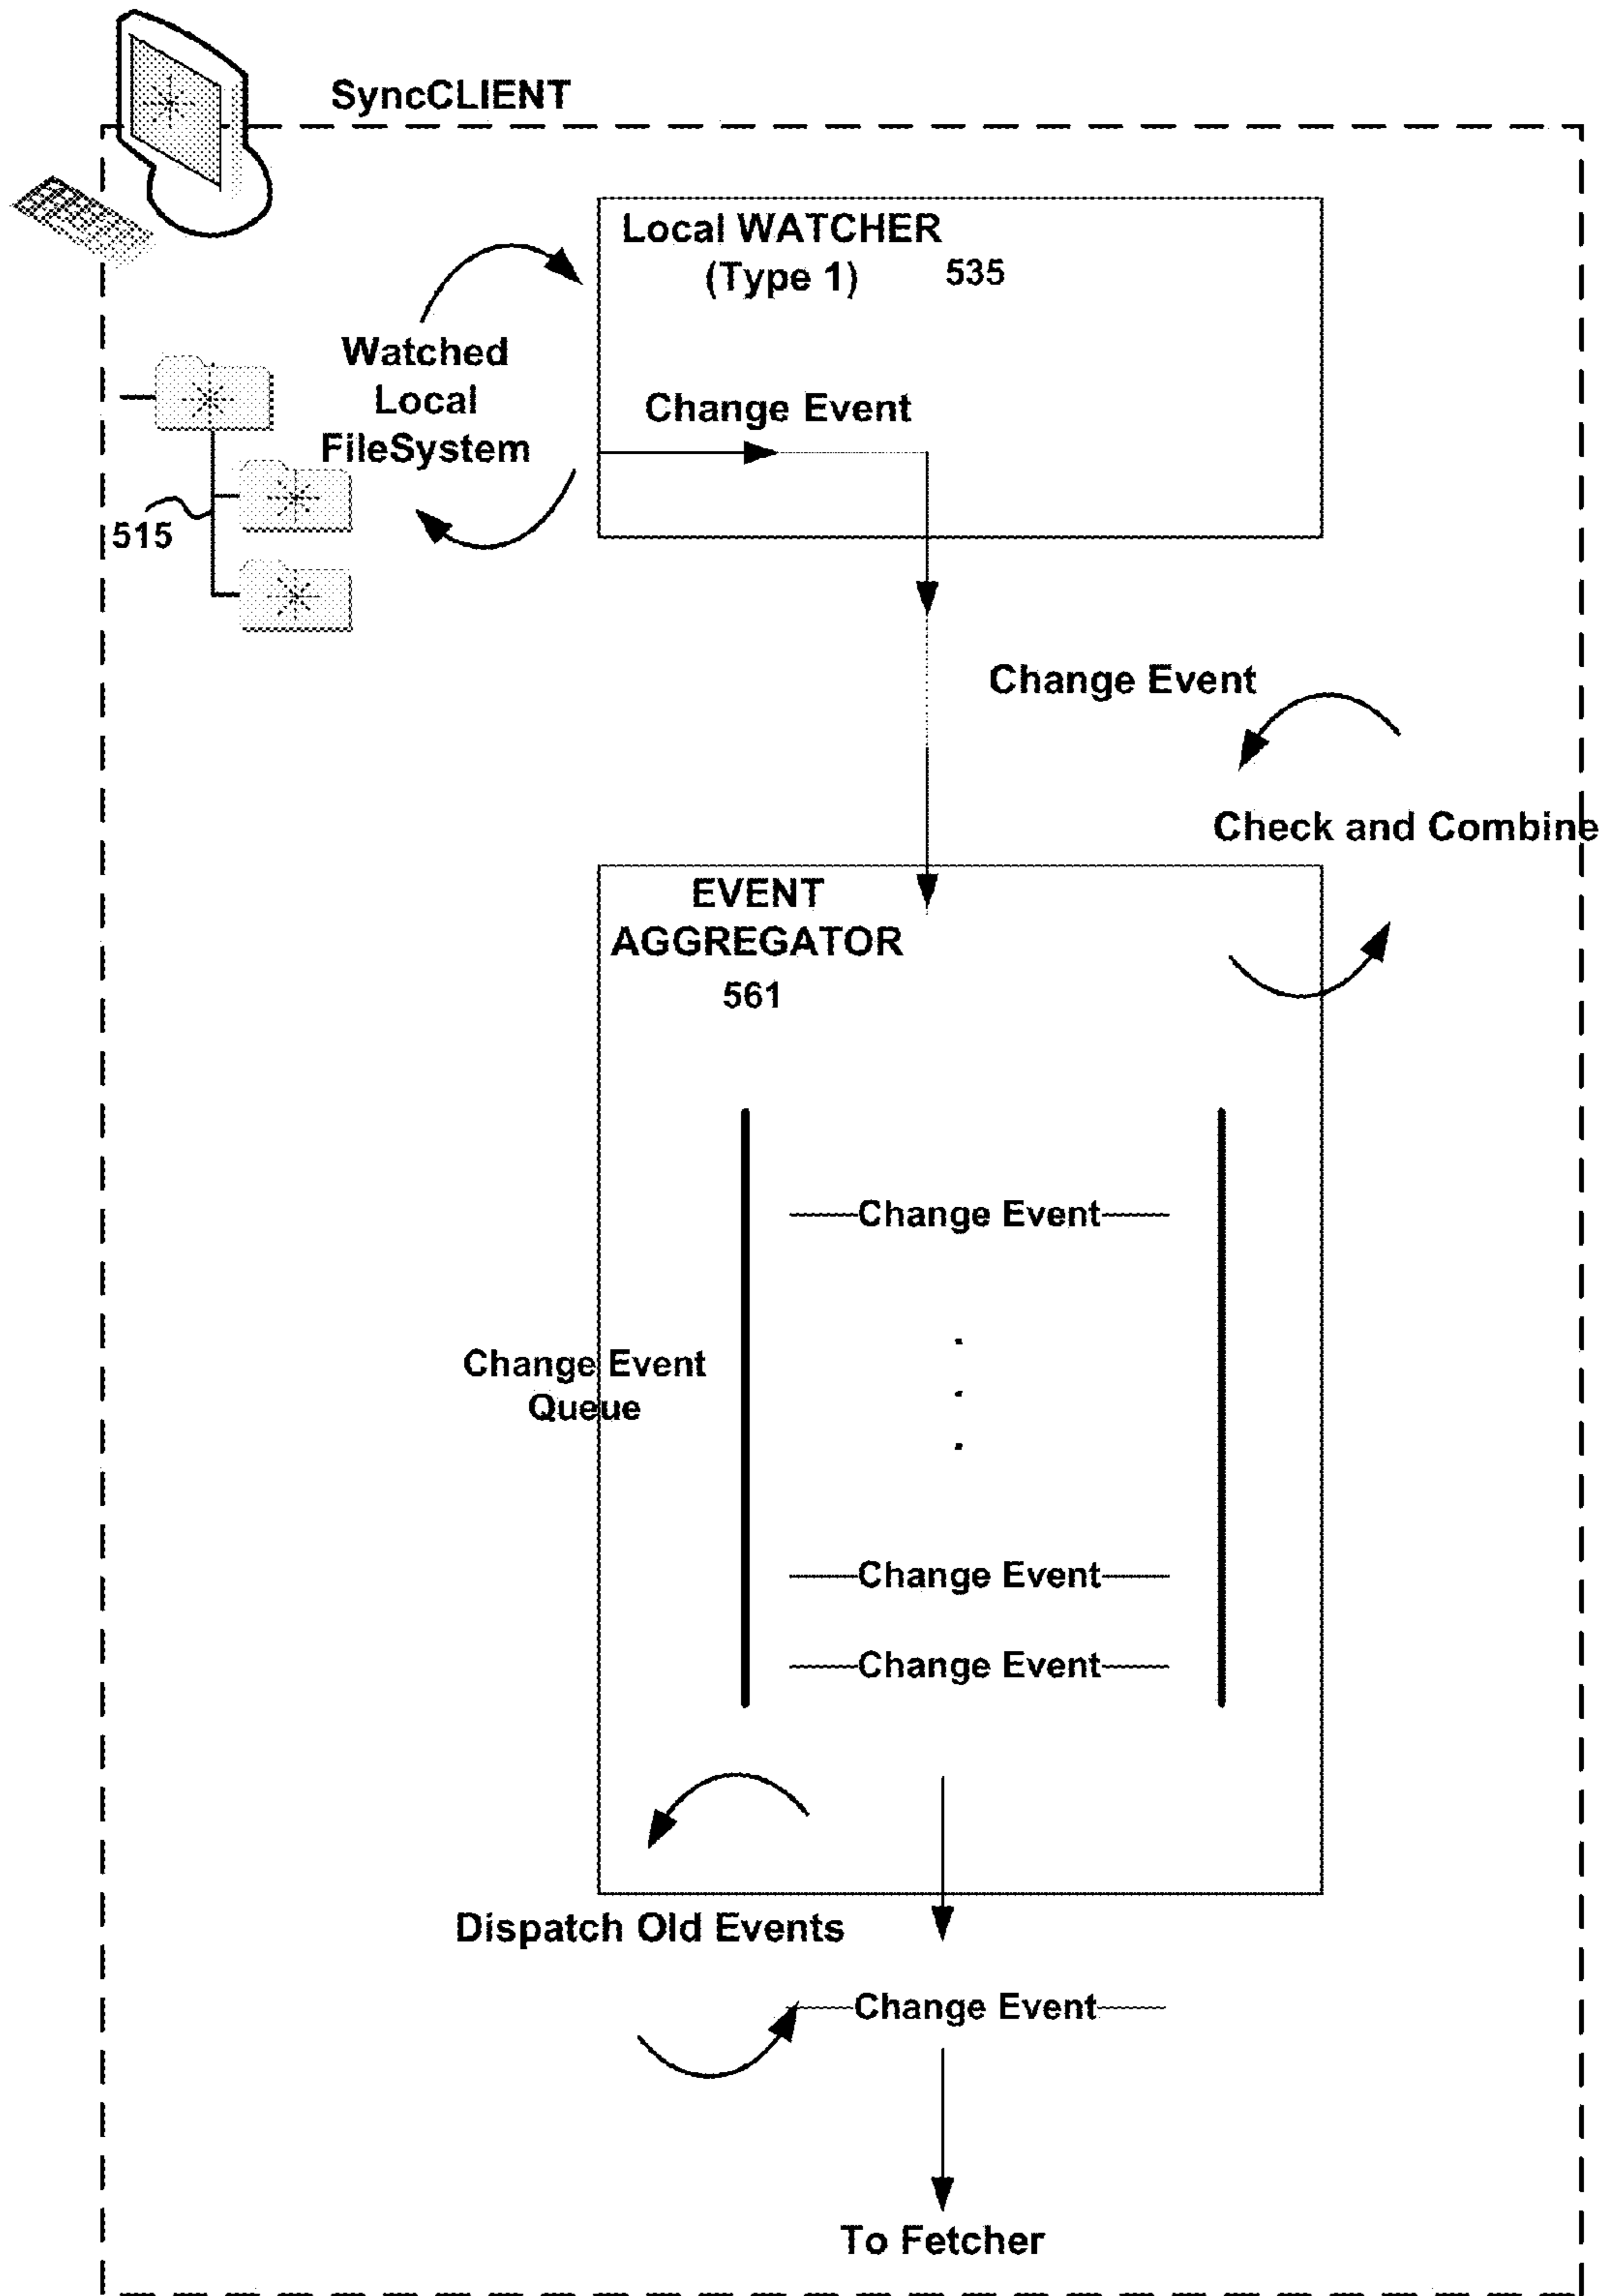 SyncCLIENT
Local WATCHER
(Type 1)
535
Watched
Local
FileSystem
Change Event
515
Change Event
Check and Combine
EVENT
AGGREGATOR
561
Change Event
Change Event
Queue
Change Event
Change Event
Dispatch Old Events
Change Event
To Fetcher